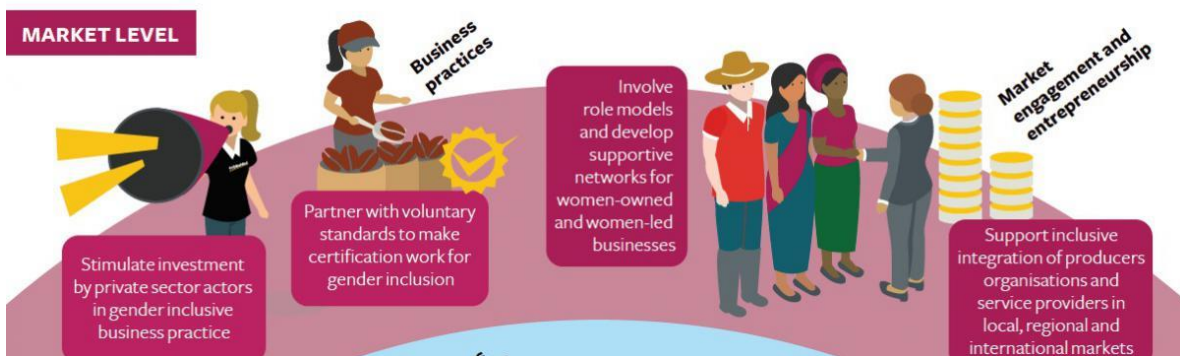 MARKET LEVEL
Business
practices
Market
engagement and
entrepreneurship
Stimulate investment
by private sector actors
in gender inclusive
business practice
Partner with voluntary
standards to make
certification work for
gender inclusion
Involve
role models
and develop
supportive
networks for
women-owned
and women-led
businesses
Support inclusive
integration of producers
organisations and
service providers in
local, regional and
international markets